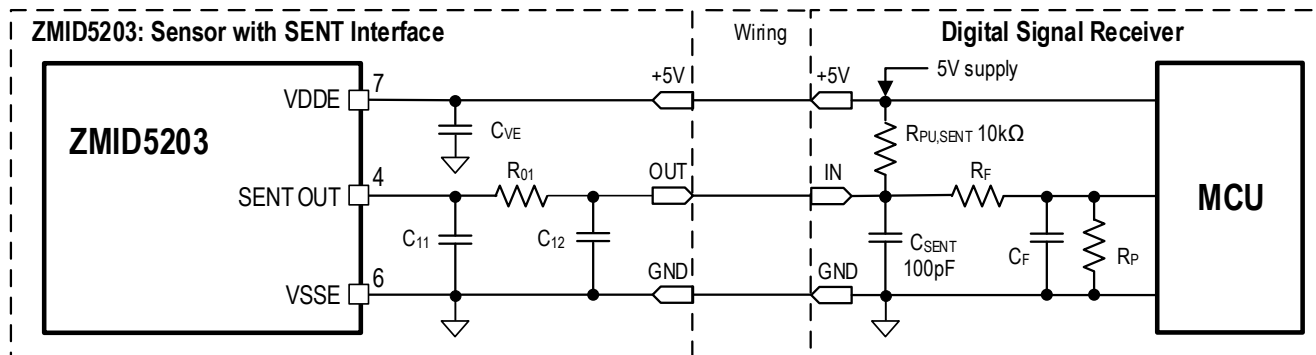 ZMID5203: Sensor with SENT Interface
Wiring
Digital Signal Receiver
7
+5V
+5V
5V supply
VDDE
ZMID5203
CVE
RPU,SENT 10kΩ
4
R01
OUT
IN
RF
SENT OUT
MCU
C11
C12
CSENT
100pF
CF
RP
6
GND
GND
VSSE